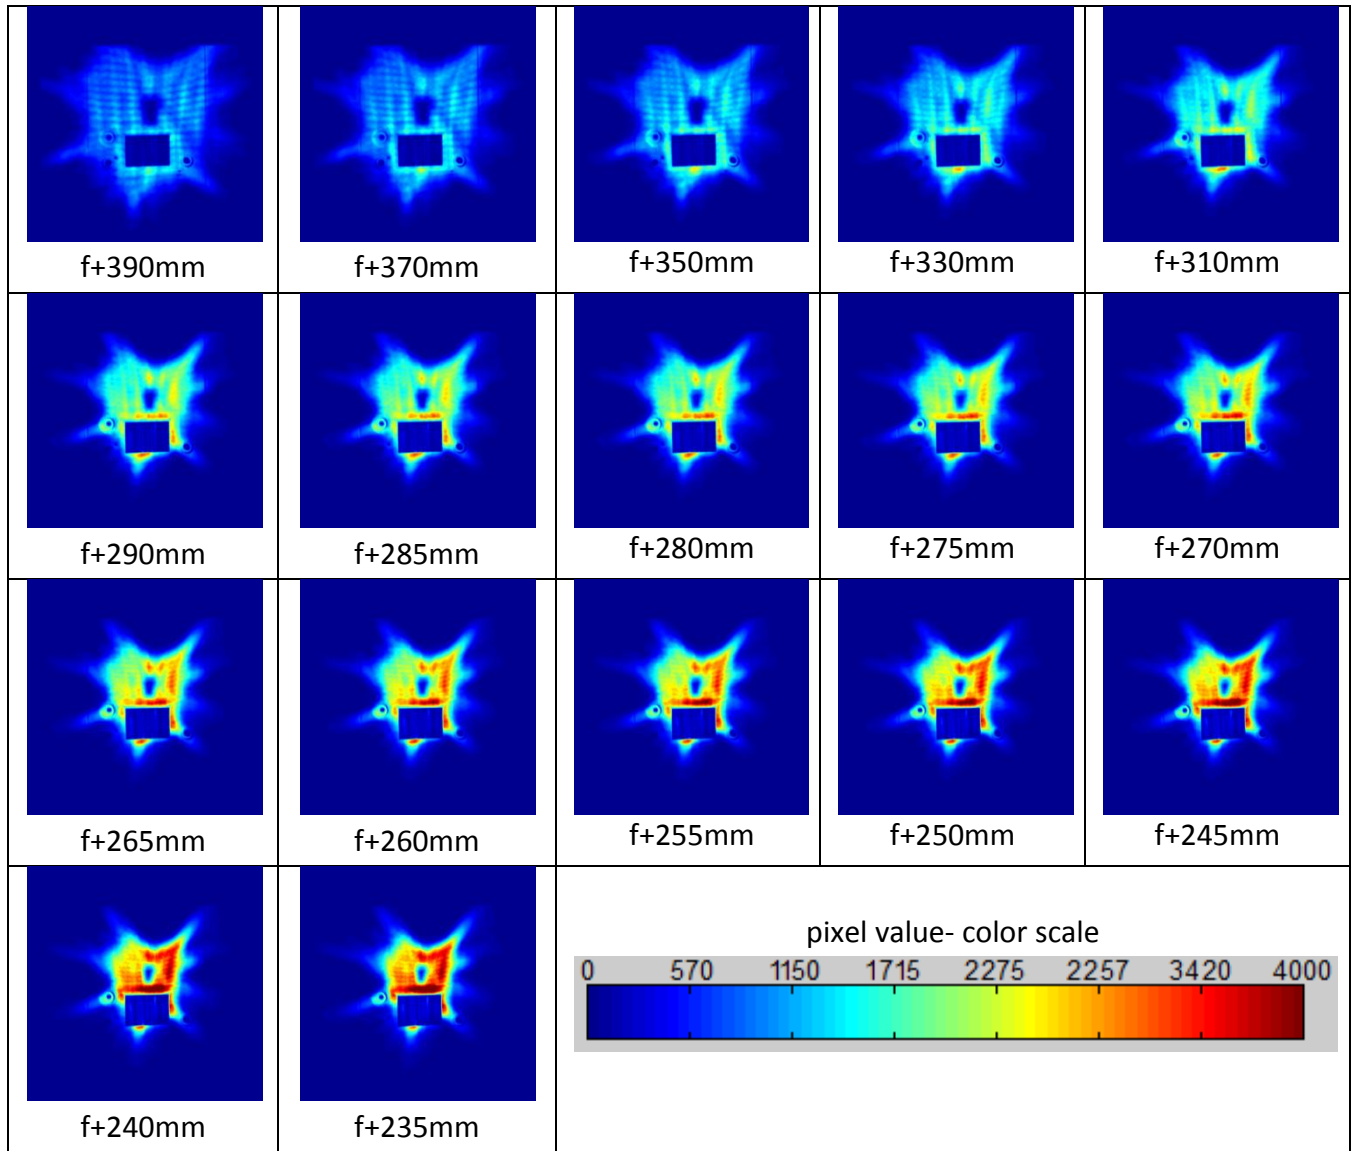 f+390mm f+370mm f+350mm f+330mm f+310mm
f+290mm f+285mm f+280mm f+275mm f+270mm
f+265mm f+260mm f+255mm f+250mm f+245mm
pixel value- color scale
0 570 1150 1715 2275 2257 3420 4000
f+240mm f+235mm